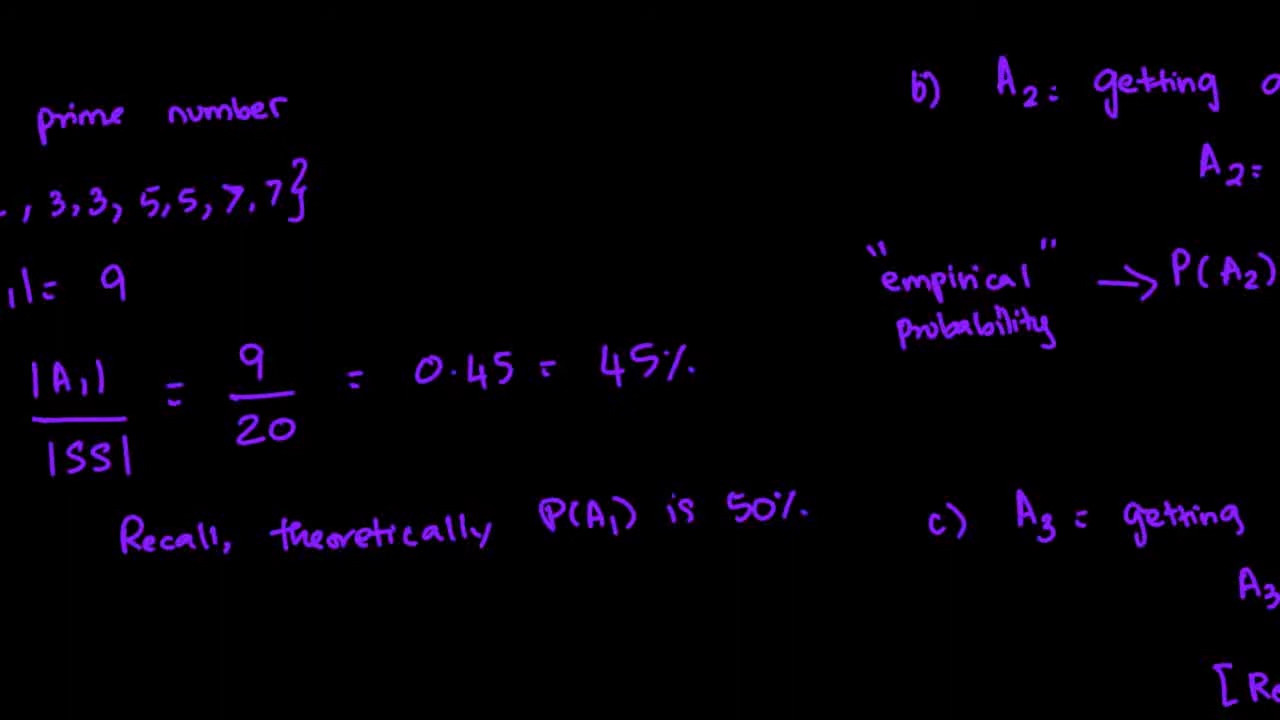 prime number
, 3,3, 5,5, 7,7}
1|= 9
|A1|/|SS| = 9/20 = 0.45 = 45%.
Recall, theoretically P(A1) is 50%.
b) A2= getting
A2=
"empirical" → P(A2)
probability
c) A3 = getting
A3
[Re